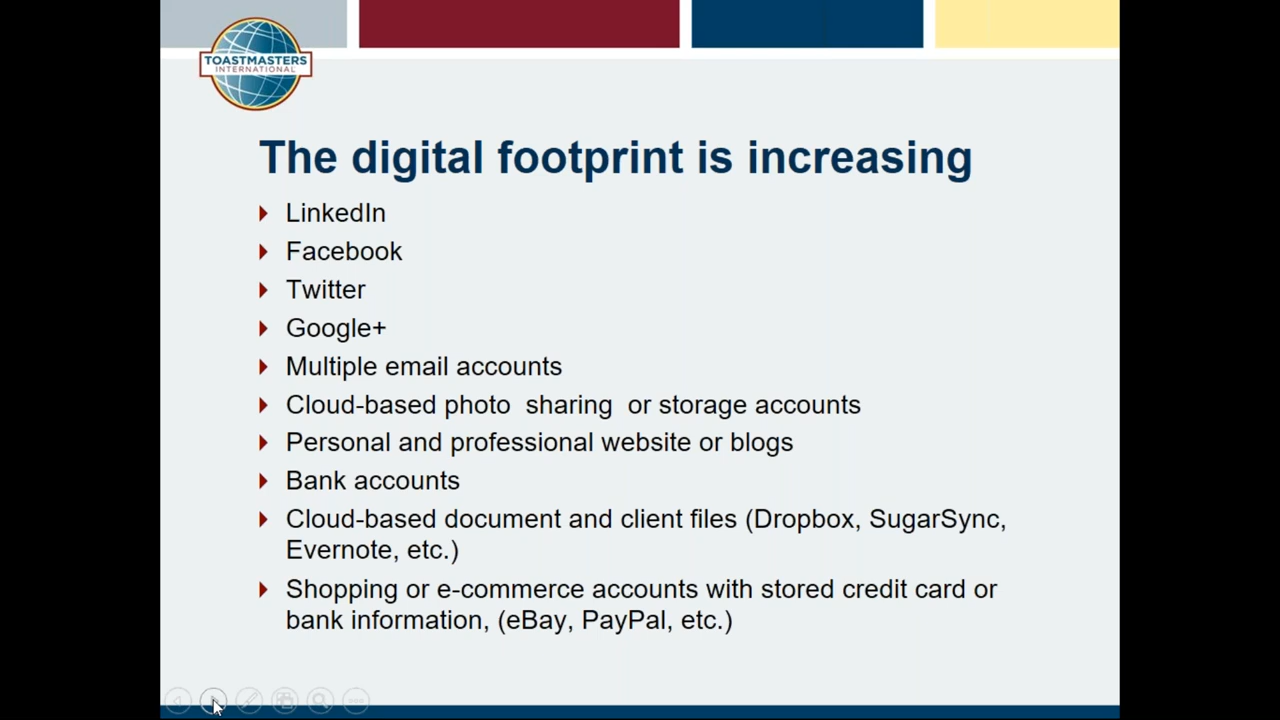 TOASTMASTERS
INTERNATIONAL
The digital footprint is increasing
LinkedIn
Facebook
Twitter
Google+
Multiple email accounts
Cloud-based photo  sharing  or storage accounts
Personal and professional website or blogs
Bank accounts
Cloud-based document and client files (Dropbox, SugarSync,
Evernote, etc.)
Shopping or e-commerce accounts with stored credit card or
bank information, (eBay, PayPal, etc.)